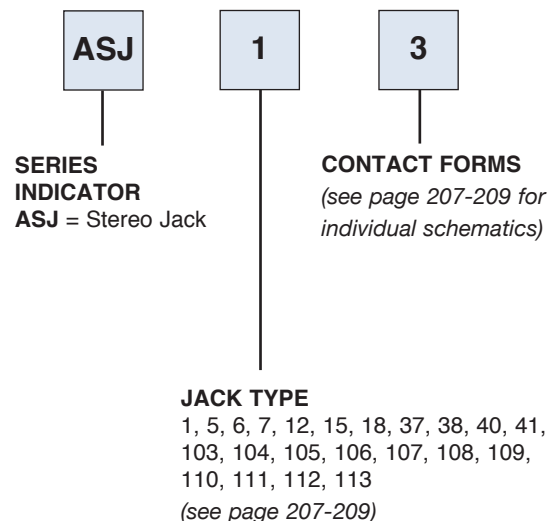 ASJ
1
3
SERIES
INDICATOR
ASJ = Stereo Jack
CONTACT FORMS
(see page 207-209 for
individual schematics)
JACK TYPE
1, 5, 6, 7, 12, 15, 18, 37, 38, 40, 41,
103, 104, 105, 106, 107, 108, 109,
110, 111, 112, 113
(see page 207-209)